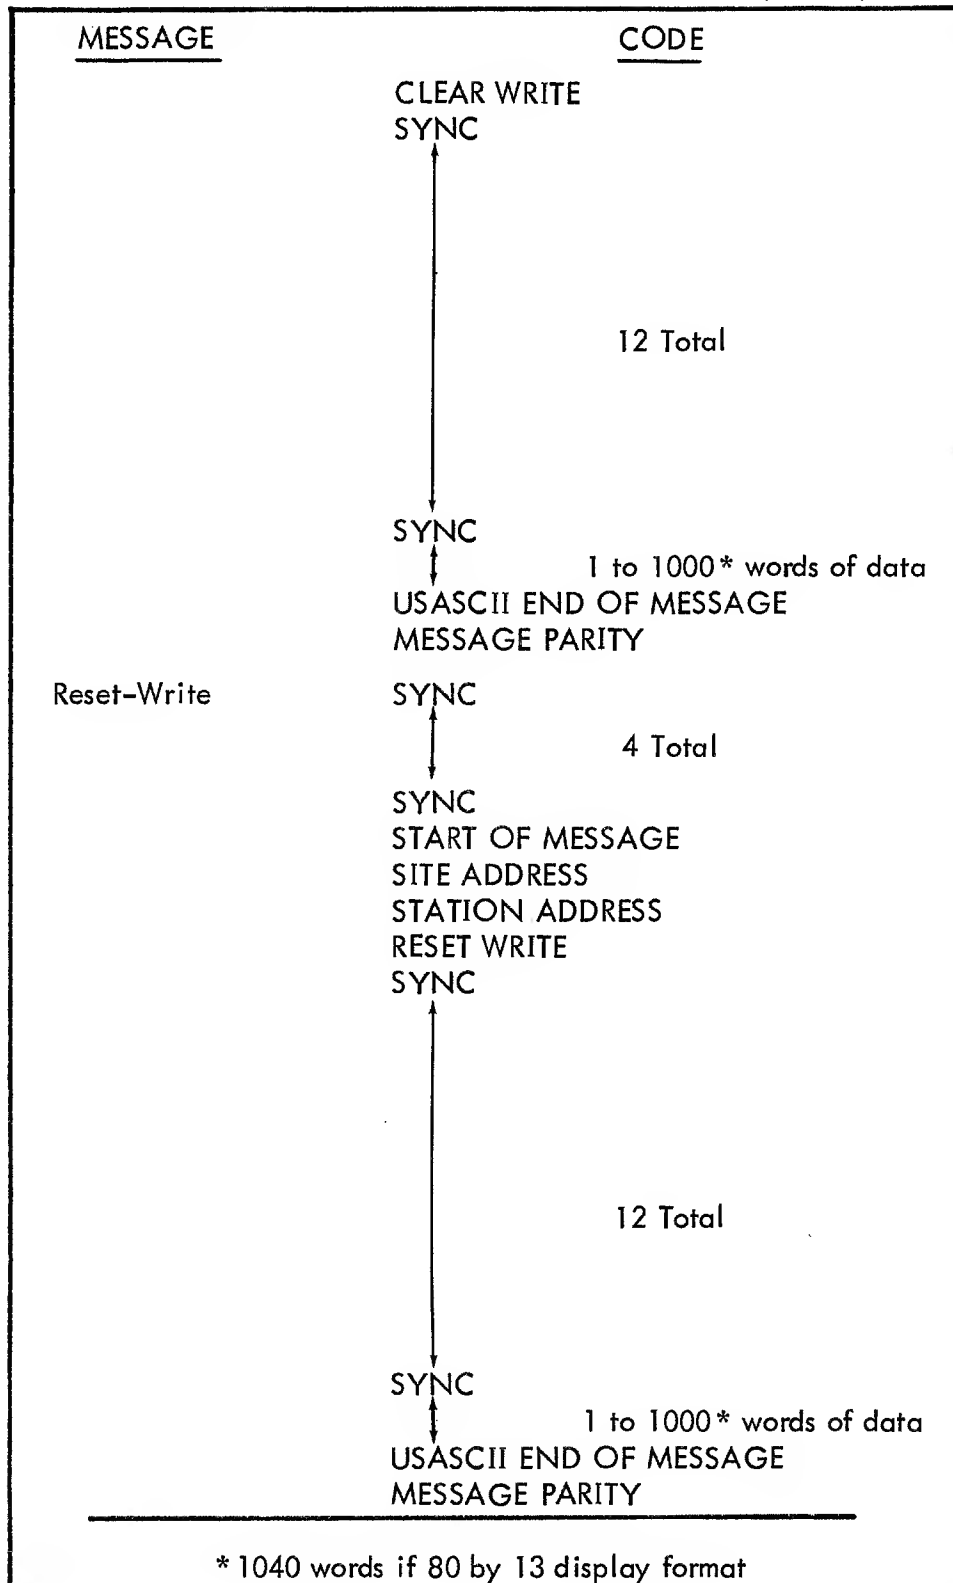 MESSAGE CODE
CLEAR WRITE
SYNC
12 Total
SYNC
1 to 1000* words of data
USASCII END OF MESSAGE
MESSAGE PARITY
Reset-Write SYNC
4 Total
SYNC
START OF MESSAGE
SITE ADDRESS
STATION ADDRESS
RESET WRITE
SYNC
12 Total
SYNC
1 to 1000* words of data
USASCII END OF MESSAGE
MESSAGE PARITY
* 1040 words if 80 by 13 display format